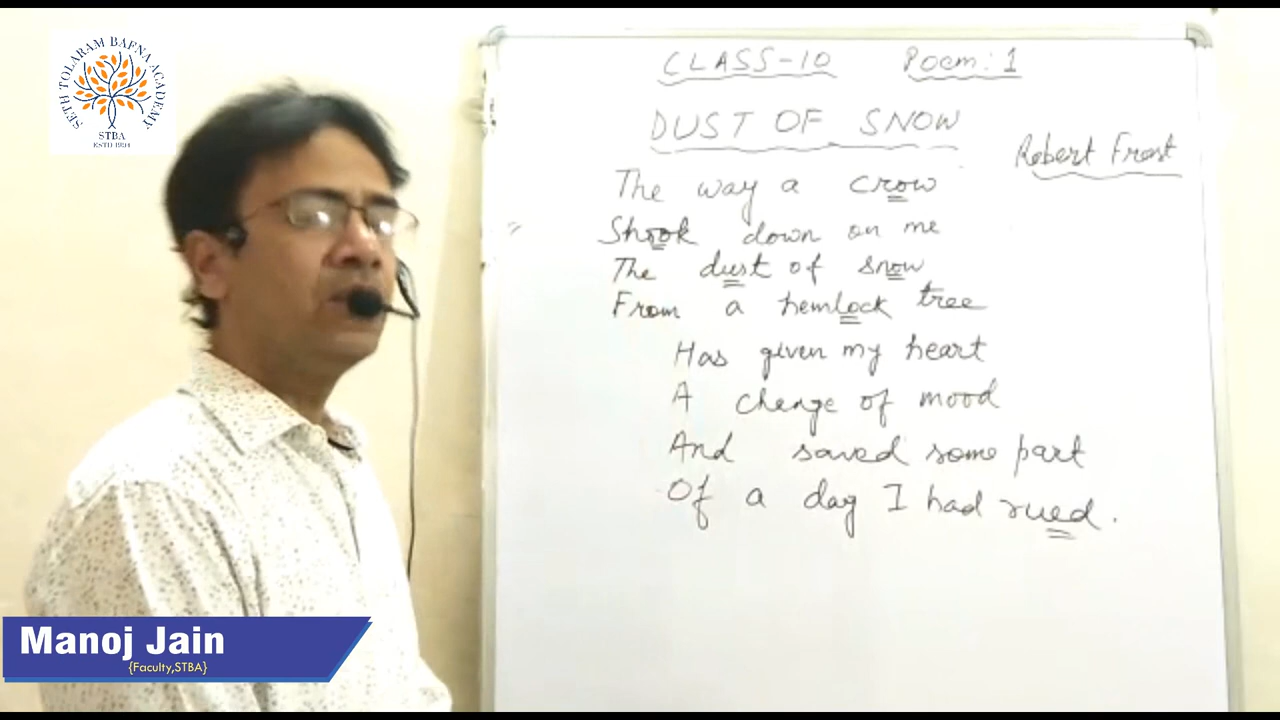 SETH TOLARAM BAFNA ACADEMY
STBA
ESTD 1994
CLASS-10 Poem: 1
DUST OF SNOW
Robert Frost
The way a crow
Shook down on me
The dust of snow
From a hemlock tree
Has given my heart
A change of mood
And saved some part
Of a day I had rued.
Manoj Jain
{Faculty,STBA}